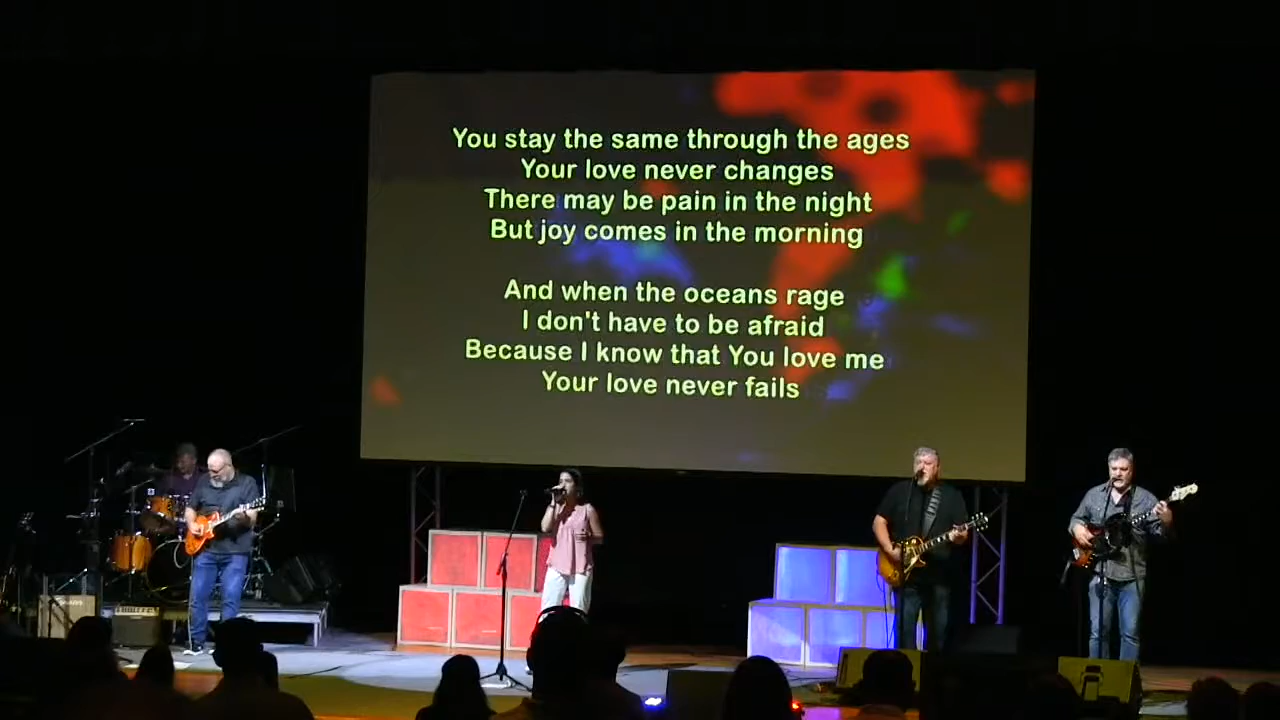 You stay the same through the ages
Your love never changes
There may be pain in the night
But joy comes in the morning
And when the oceans rage
I don't have to be afraid
Because I know that You love me
Your love never fails